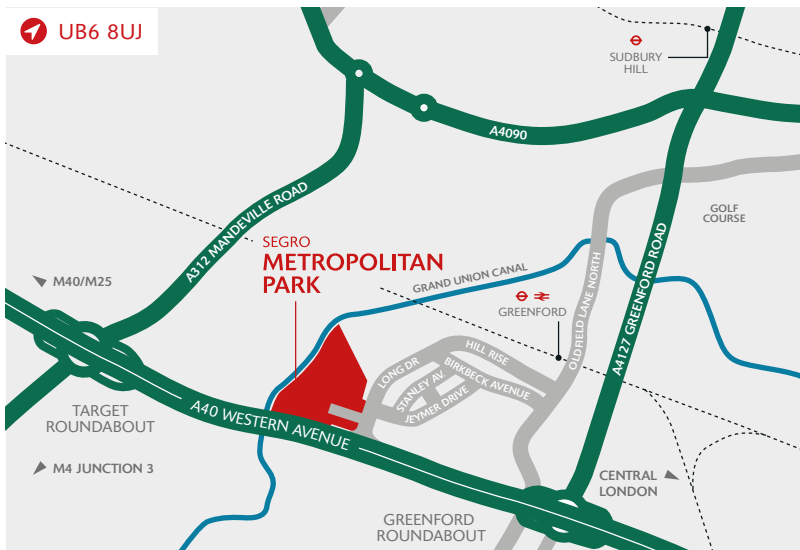 UB6 8UJ
SUDBURY
HILL
A4090
A312 MANDEVILLE ROAD
GOLF
COURSE
SEGRO
METROPOLITAN
PARK
M40/M25
GRAND UNION CANAL
GREENFORD
OLDFIELD LANE NORTH
A4127 GREENFORD ROAD
HILL RISE
LONG DR
BIRKBECK AVENUE
STANLEY AV.
JEYMER DRIVE
TARGET
ROUNDABOUT
A40 WESTERN AVENUE
M4 JUNCTION 3
CENTRAL
LONDON
GREENFORD
ROUNDABOUT